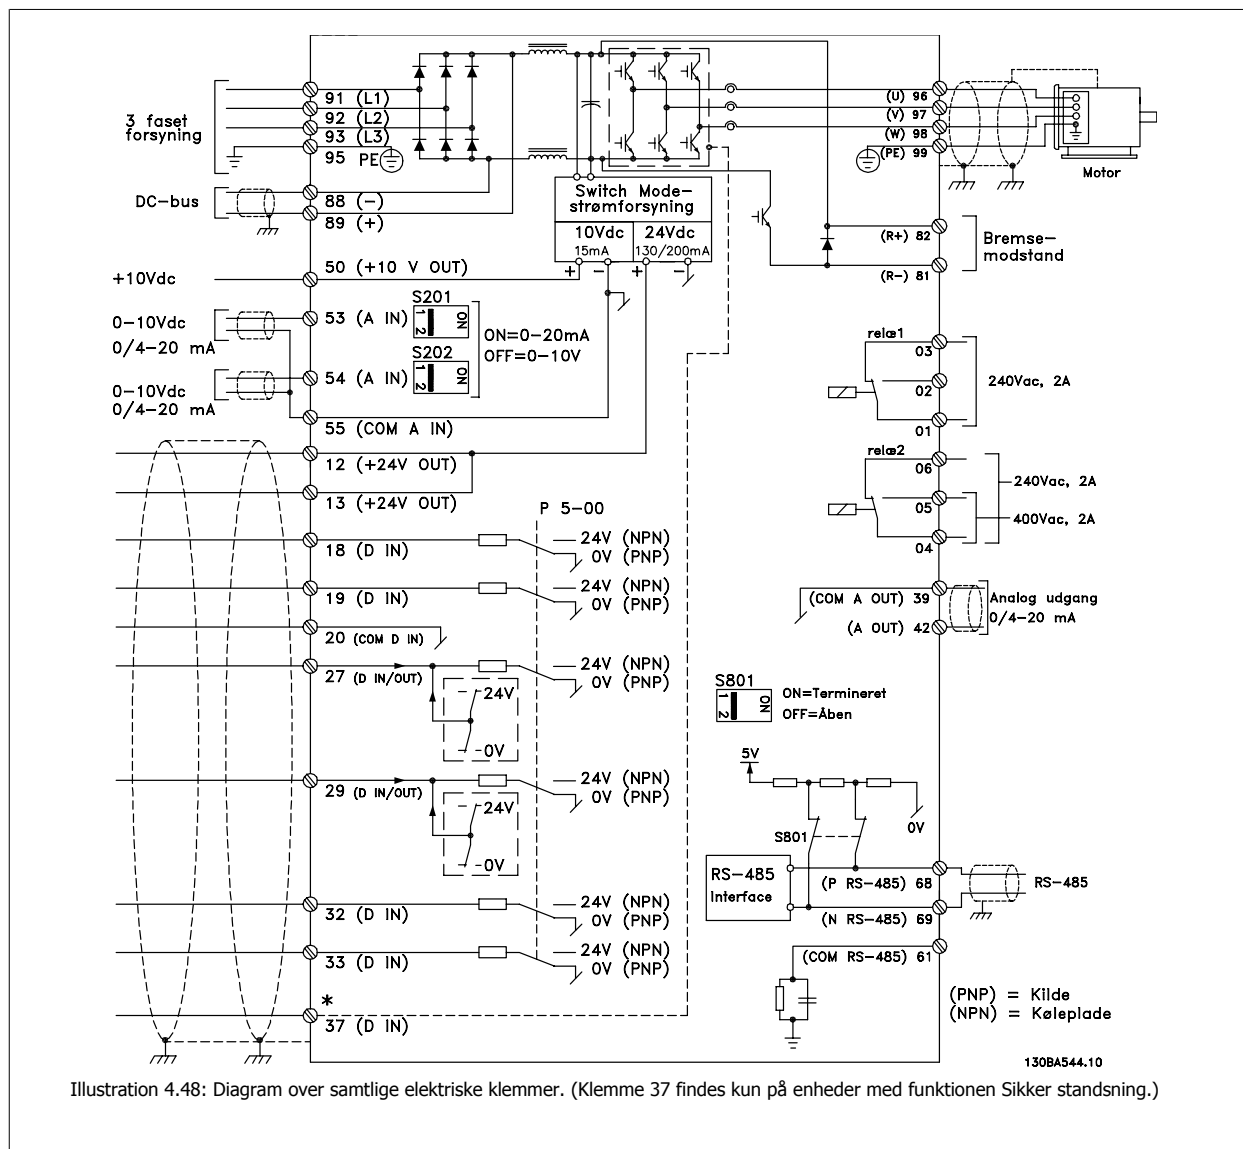 3 faset
forsyning
91 (L1)
92 (L2)
93 (L3)
95 PE
DC-bus
88 (-)
89 (+)
Switch Mode-
strømforsyning
10Vdc
15mA
24Vdc
130/200mA
+ - + -
(U) 96
(V) 97
(W) 98
(PE) 99
Motor
(R+) 82
(R-) 81
Bremse-
modstand
+10Vdc
50 (+10 V OUT)
0-10Vdc
0/4-20 mA
53 (A IN)
S201
1 2
ON
ON=0-20mA
OFF=0-10V
S202
1 2
ON
0-10Vdc
0/4-20 mA
54 (A IN)
55 (COM A IN)
12 (+24V OUT)
13 (+24V OUT)
relæ1
03
02
01
240Vac, 2A
relæ2
06
05
04
240Vac, 2A
400Vac, 2A
P 5-00
18 (D IN)
24V (NPN)
0V (PNP)
19 (D IN)
24V (NPN)
0V (PNP)
20 (COM D IN)
27 (D IN/OUT)
24V (NPN)
0V (PNP)
24V
0V
29 (D IN/OUT)
24V (NPN)
0V (PNP)
24V
0V
32 (D IN)
24V (NPN)
0V (PNP)
33 (D IN)
24V (NPN)
0V (PNP)
*
37 (D IN)
(COM A OUT) 39
(A OUT) 42
Analog udgang
0/4-20 mA
S801
1 2
ON
ON=Termineret
OFF=Åben
5V
0V
S801
RS-485
Interface
(P RS-485) 68
(N RS-485) 69
RS-485
(COM RS-485) 61
(PNP) = Kilde
(NPN) = Køleplade
130BA544.10
Illustration 4.48: Diagram over samtlige elektriske klemmer. (Klemme 37 findes kun på enheder med funktionen Sikker standsning.)